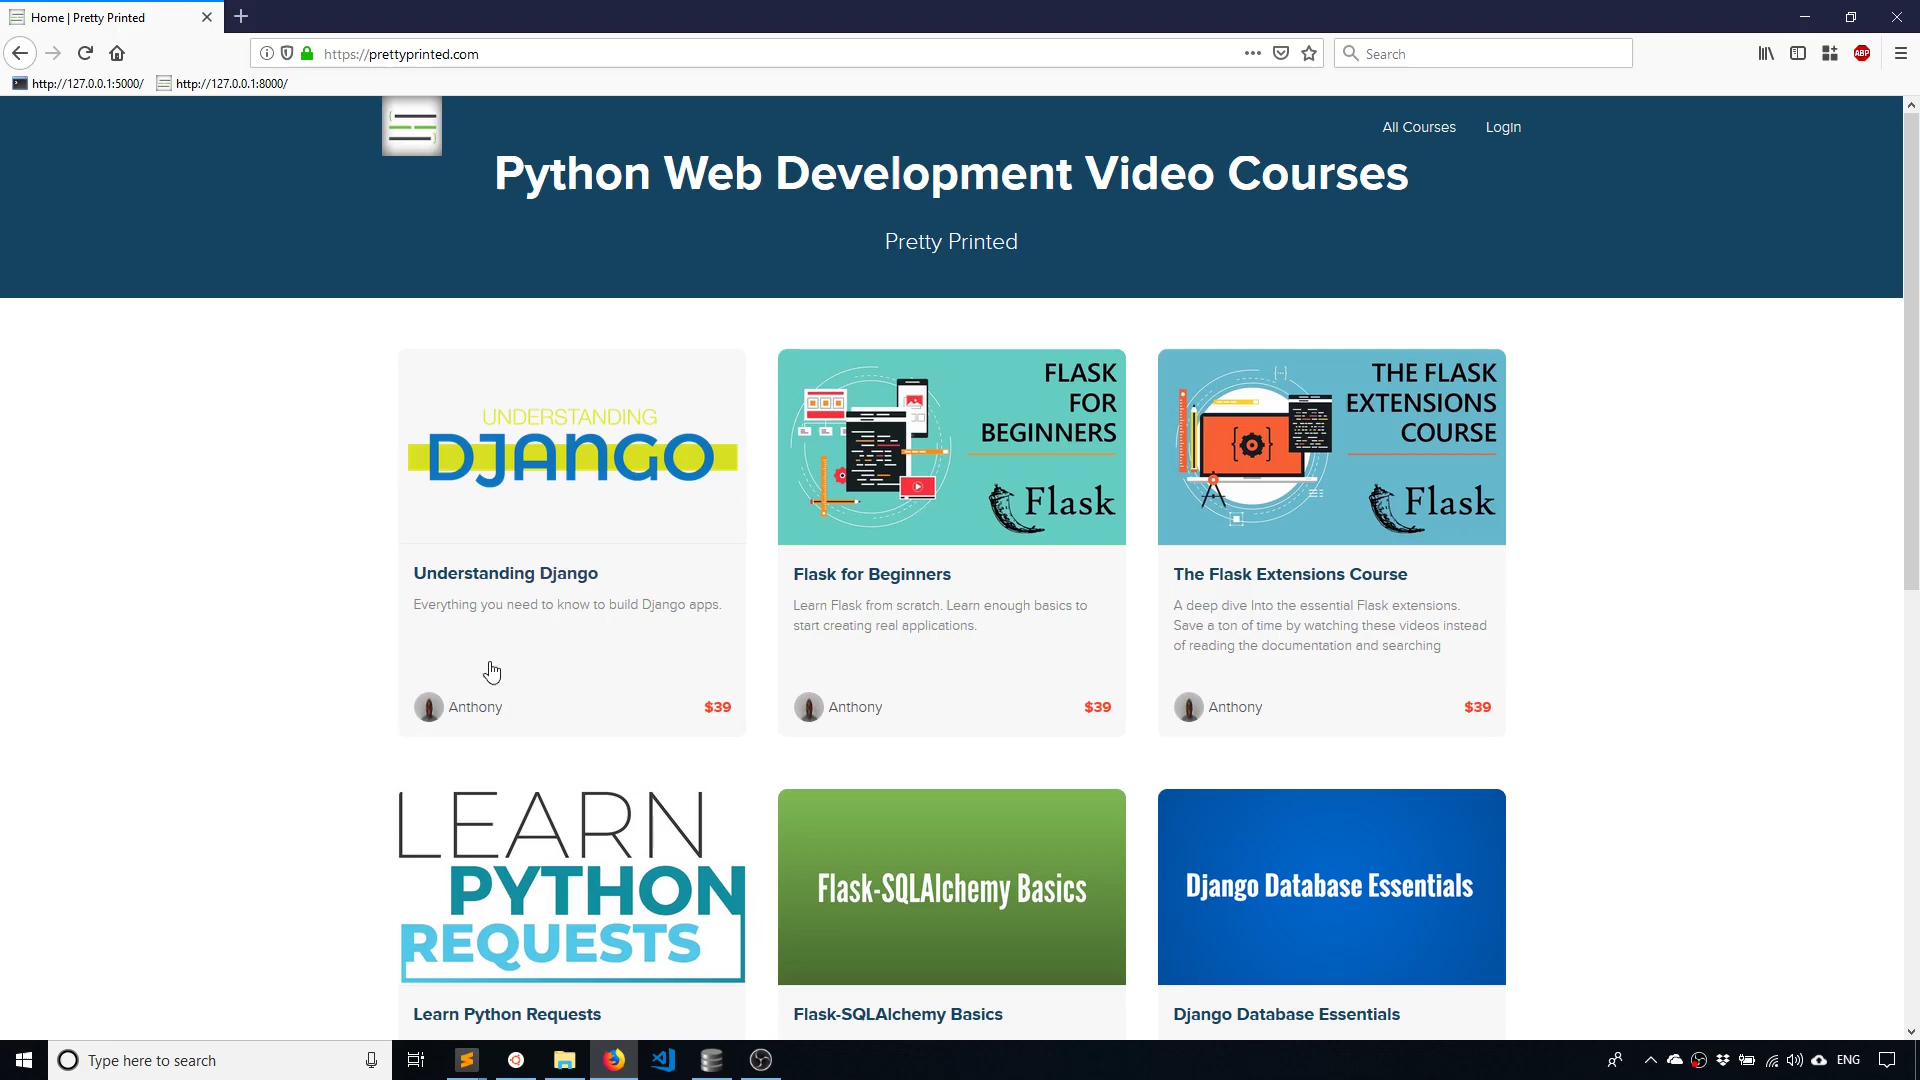 Home | Pretty Printed
https://prettyprinted.com
Search
http://127.0.0.1:5000/
http://127.0.0.1:8000/
All Courses
Login
Python Web Development Video Courses
Pretty Printed
UNDERSTANDING
DJANGO
FLASK
FOR
BEGINNERS
Flask
THE FLASK
EXTENSIONS
COURSE
Flask
Understanding Django
Everything you need to know to build Django apps.
Anthony
$39
Flask for Beginners
Learn Flask from scratch. Learn enough basics to
start creating real applications.
Anthony
$39
The Flask Extensions Course
A deep dive Into the essential Flask extensions.
Save a ton of time by watching these videos instead
of reading the documentation and searching
Anthony
$39
LEARN
PYTHON
REQUESTS
Flask-SQLAlchemy Basics
Django Database Essentials
Learn Python Requests
Flask-SQLAlchemy Basics
Django Database Essentials
Type here to search
ENG
ABP